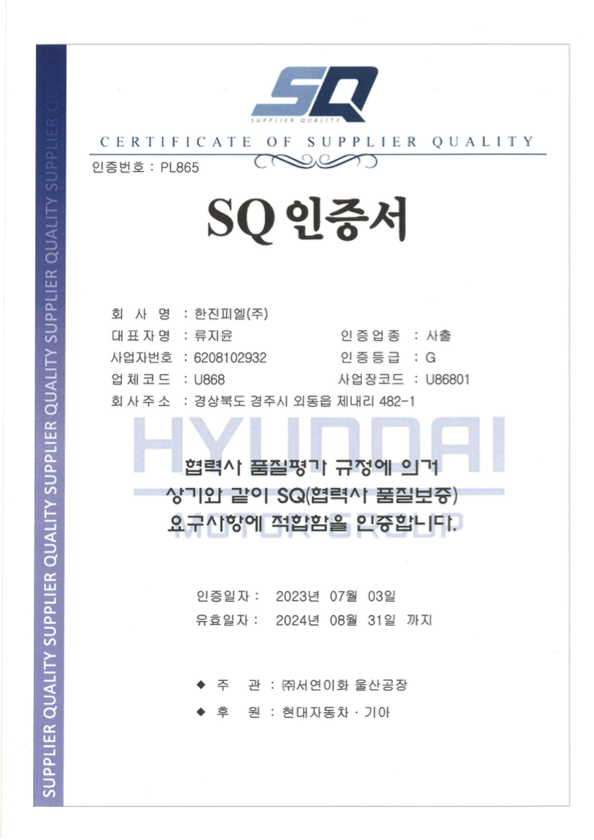 SQ
SUPPLIER QUALITY
CERTIFICATE OF SUPPLIER QUALITY
인증번호 : PL865
SQ 인증서
회 사 명 : 한진피엘(주)
대표자명 : 류지윤 인증업종 : 사출
사업자번호 : 6208102932 인증등급 : G
업체코드 : U868 사업장코드 : U86801
회사주소 : 경상북도 경주시 외동읍 제내리 482-1
HYUNDAI
MOTOR GROUP
협력사 품질평가 규정에 의거
상기와 같이 SQ(협력사 품질보증)
요구사항에 적합함을 인증합니다.
인증일자 : 2023년 07월 03일
유효일자 : 2024년 08월 31일 까지
◆ 주 관 : ㈜서연이화 울산공장
◆ 후 원 : 현대자동차 · 기아
SUPPLIER QUALITY SUPPLIER QUALITY SUPPLIER QUALITY SUPPLIER QUALITY SUPPLIER QU